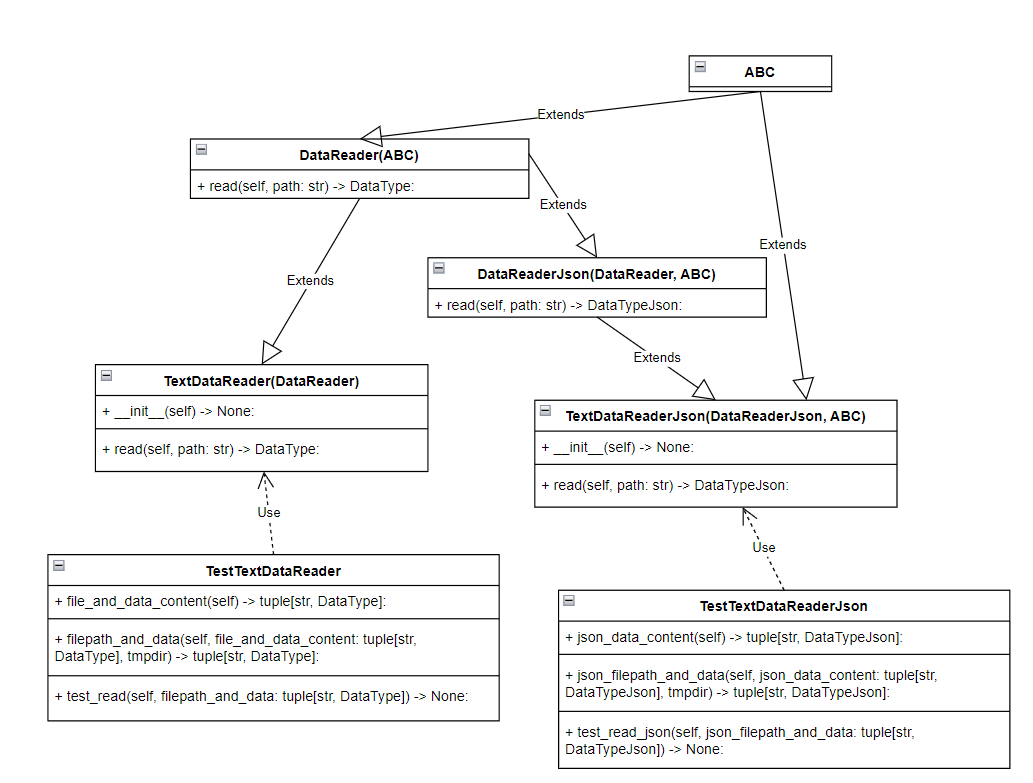 ABC
Extends
DataReader(ABC)
+ read(self, path: str) -> DataType:
Extends
Extends
DataReaderJson(DataReader, ABC)
+ read(self, path: str) -> DataTypeJson:
Extends
Extends
TextDataReader(DataReader)
+ __init__(self) -> None:
+ read(self, path: str) -> DataType:
TextDataReaderJson(DataReaderJson, ABC)
+ __init__(self) -> None:
+ read(self, path: str) -> DataTypeJson:
Use
Use
TestTextDataReader
+ file_and_data_content(self) -> tuple[str, DataType]:
+ filepath_and_data(self, file_and_data_content: tuple[str,
DataType], tmpdir) -> tuple[str, DataType]:
+ test_read(self, filepath_and_data: tuple[str, DataType]) -> None:
TestTextDataReaderJson
+ json_data_content(self) -> tuple[str, DataTypeJson]:
+ json_filepath_and_data(self, json_data_content: tuple[str,
DataTypeJson], tmpdir) -> tuple[str, DataTypeJson]:
+ test_read_json(self, json_filepath_and_data: tuple[str,
DataTypeJson]) -> None: